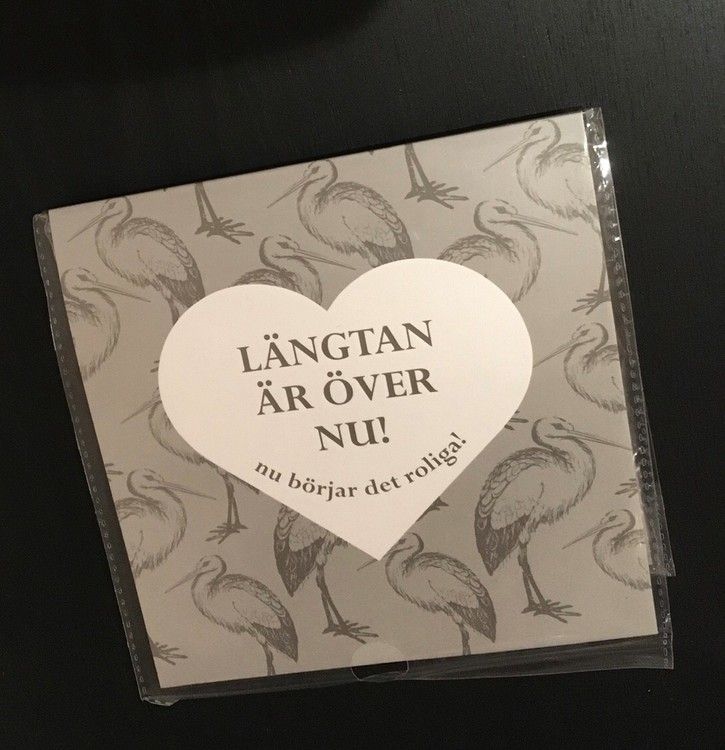 LÄNGTAN
ÄR ÖVER
NU!
nu börjar det roliga!